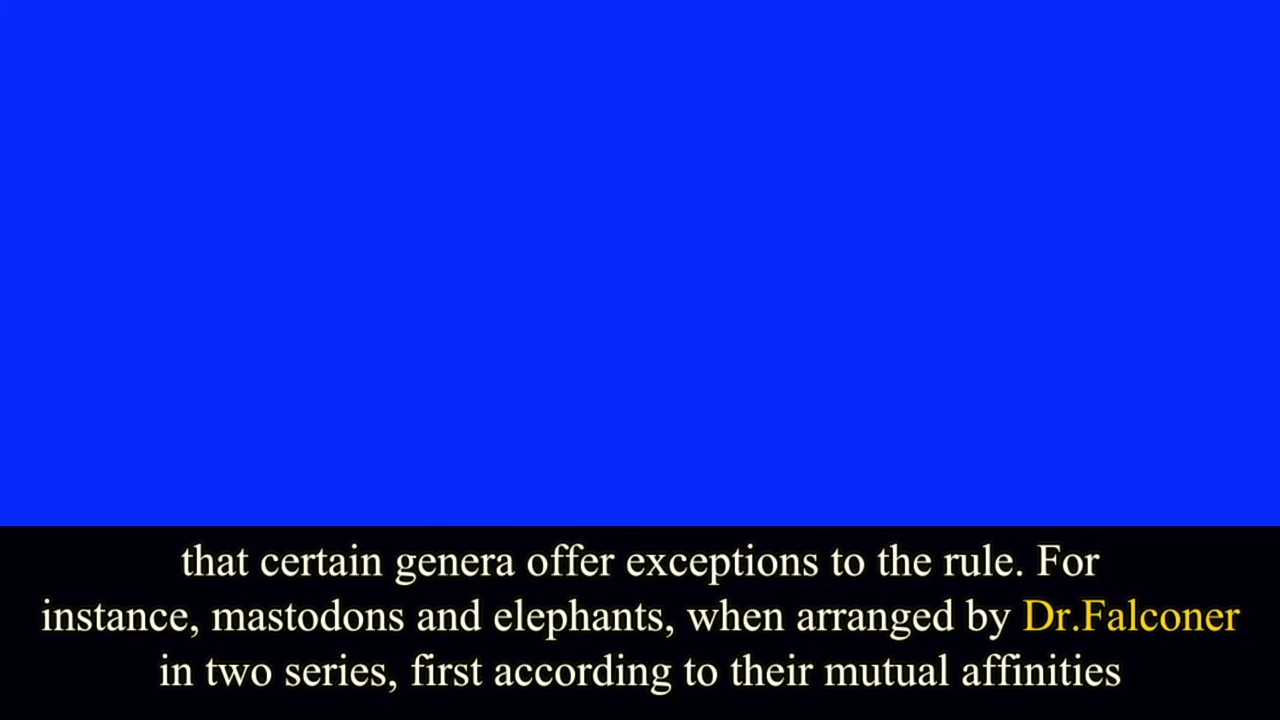 that certain genera offer exceptions to the rule. For
instance, mastodons and elephants, when arranged by Dr.Falconer
in two series, first according to their mutual affinities